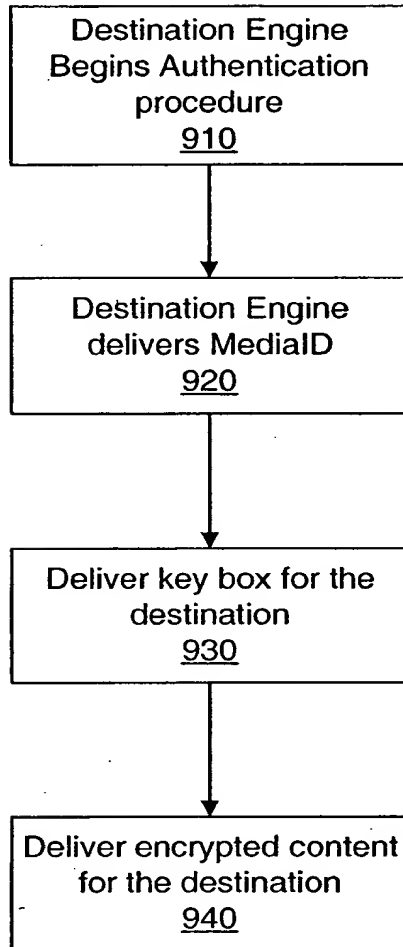 Destination Engine
Begins Authentication
procedure
910
Destination Engine
delivers MediaID
920
Deliver key box for the
destination
930
Deliver encrypted content
for the destination
940